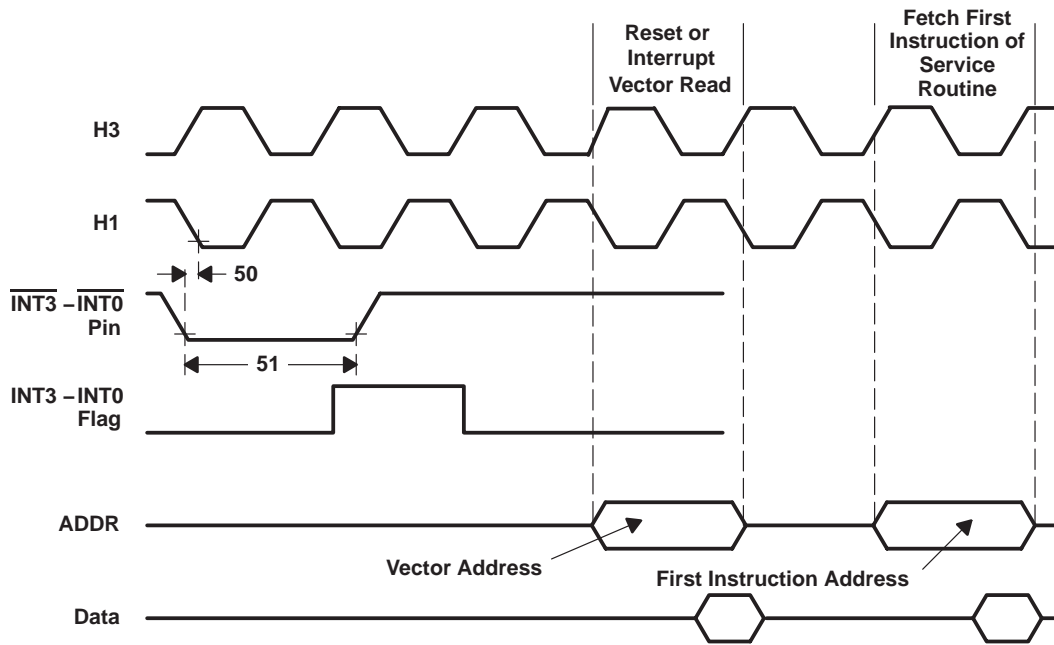 Reset or
Interrupt
Vector Read
Fetch First
Instruction of
Service
Routine
H3
H1
50
INT3 –INT0
Pin
51
INT3 –INT0
Flag
ADDR
Vector Address
First Instruction Address
Data